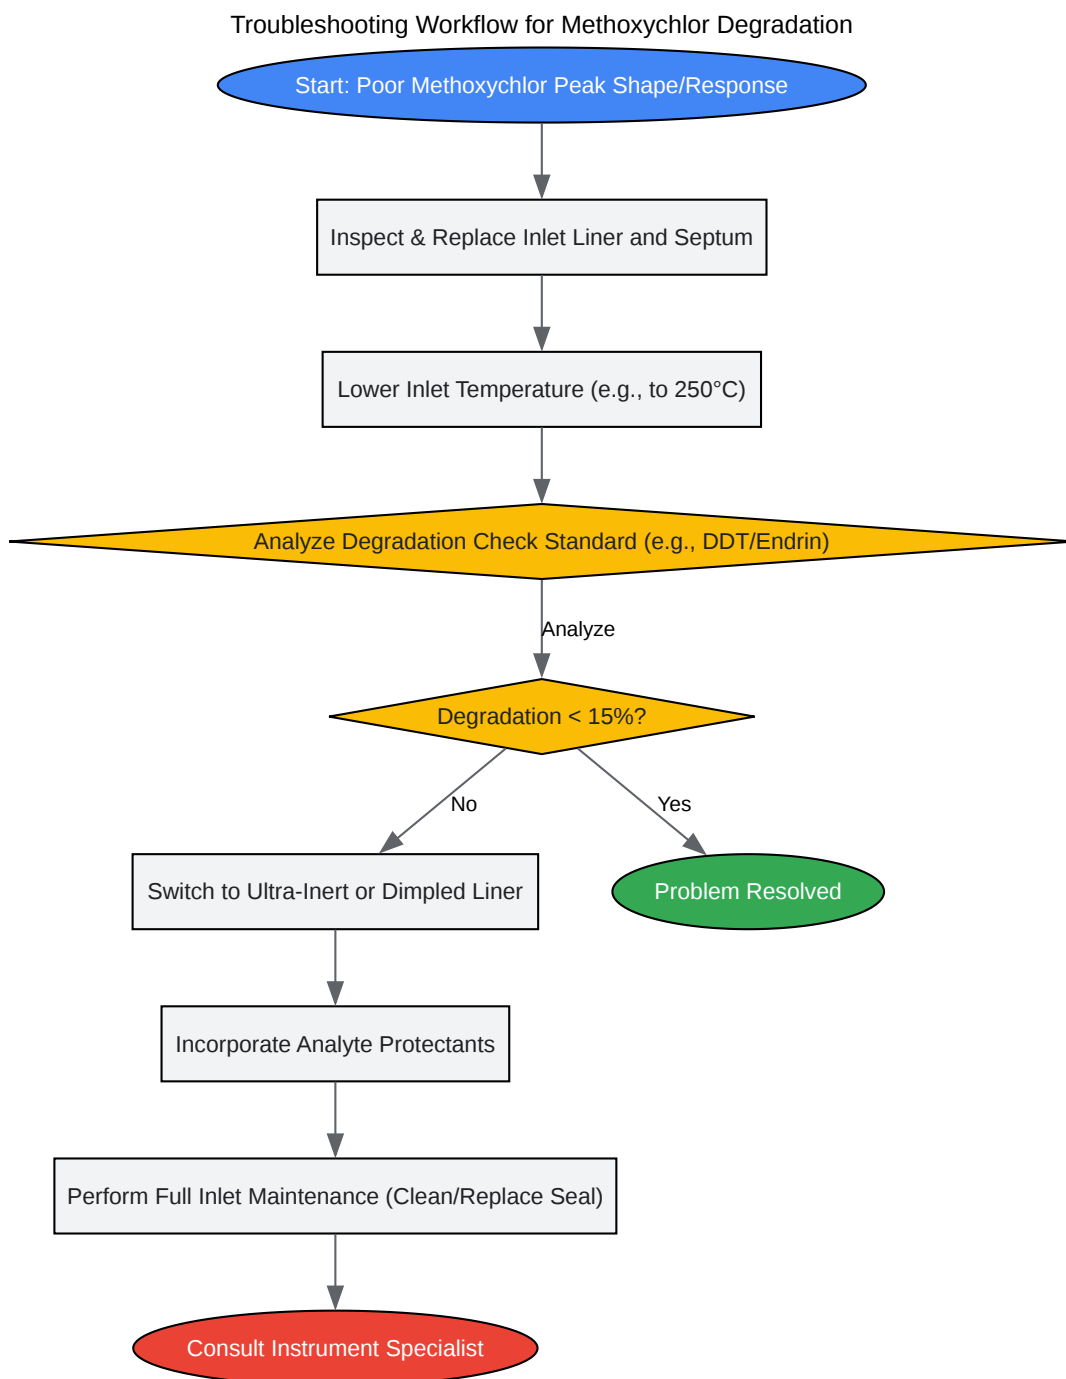 Troubleshooting Workflow for Methoxychlor Degradation
Start: Poor Methoxychlor Peak Shape/Response
Inspect & Replace Inlet Liner and Septum
Lower Inlet Temperature (e.g., to 250°C)
Analyze Degradation Check Standard (e.g., DDT/Endrin)
Analyze
Degradation < 15%?
No
Yes
Switch to Ultra-Inert or Dimpled Liner
Problem Resolved
Incorporate Analyte Protectants
Perform Full Inlet Maintenance (Clean/Replace Seal)
Consult Instrument Specialist